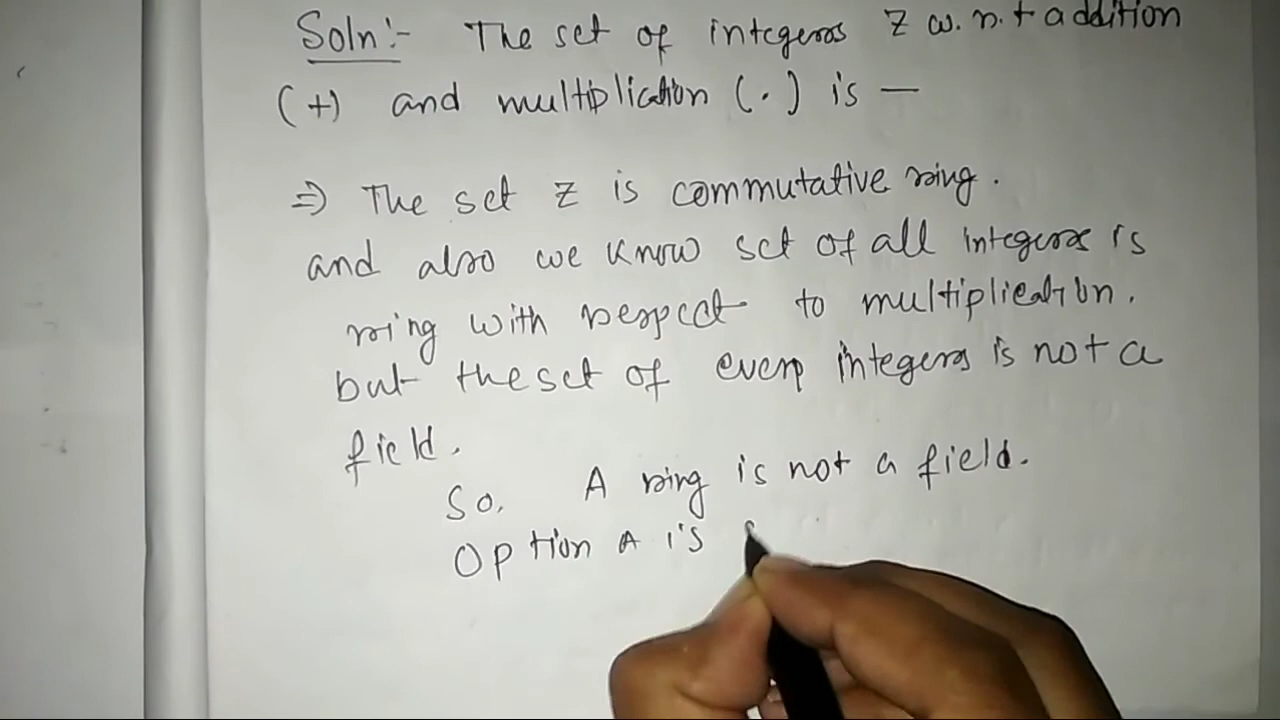 Soln:- The set of integers Z w.r.t addition
(+) and multiplication (.) is —
⇒ The set Z is commutative ring.
and also we know set of all integers is
ring with respect to multiplication.
but the set of every integers is not a
field.
So, A ring is not a field.
Option A is